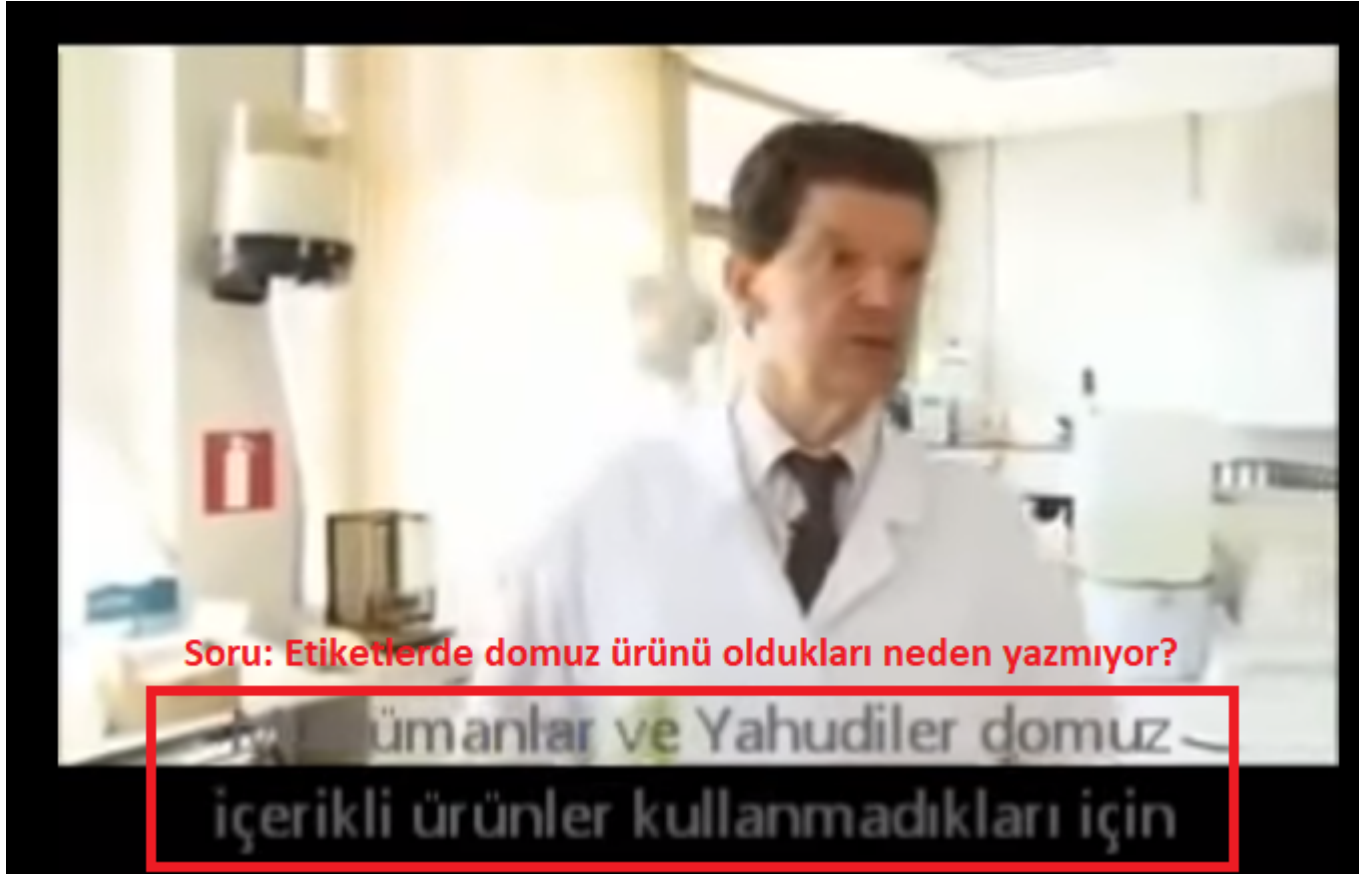 Soru: Etiketlerde domuz ürünü oldukları neden yazmıyor?
ve Yahudiler domuz
içerikli ürünler kullanmadıkları için